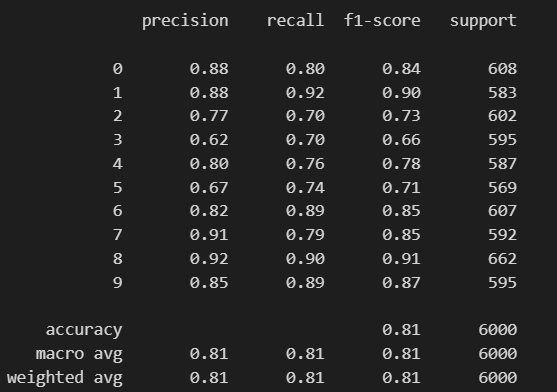 precision recall f1-score support
0 0.88 0.80 0.84 608
1 0.88 0.92 0.90 583
2 0.77 0.70 0.73 602
3 0.62 0.70 0.66 595
4 0.80 0.76 0.78 587
5 0.67 0.74 0.71 569
6 0.82 0.89 0.85 607
7 0.91 0.79 0.85 592
8 0.92 0.90 0.91 662
9 0.85 0.89 0.87 595
accuracy 0.81 6000
macro avg 0.81 0.81 0.81 6000
weighted avg 0.81 0.81 0.81 6000